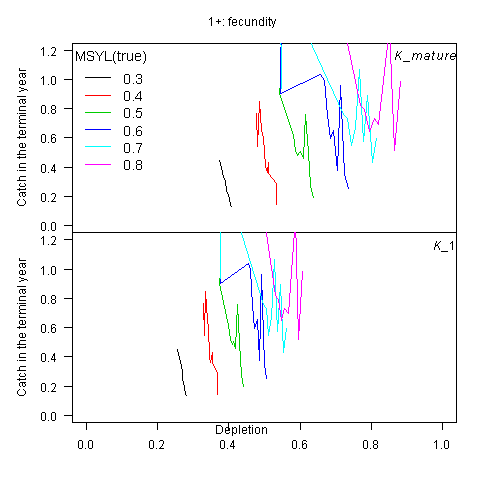 1+: fecundity
MSYL(true)
K_mature
0.3
0.4
0.5
0.6
0.7
0.8
Catch in the terminal year
1.2
1.0
0.8
0.6
0.4
0.2
0.0
K_1
Catch in the terminal year
1.2
1.0
0.8
0.6
0.4
0.2
0.0
Depletion
0.0 0.2 0.4 0.6 0.8 1.0